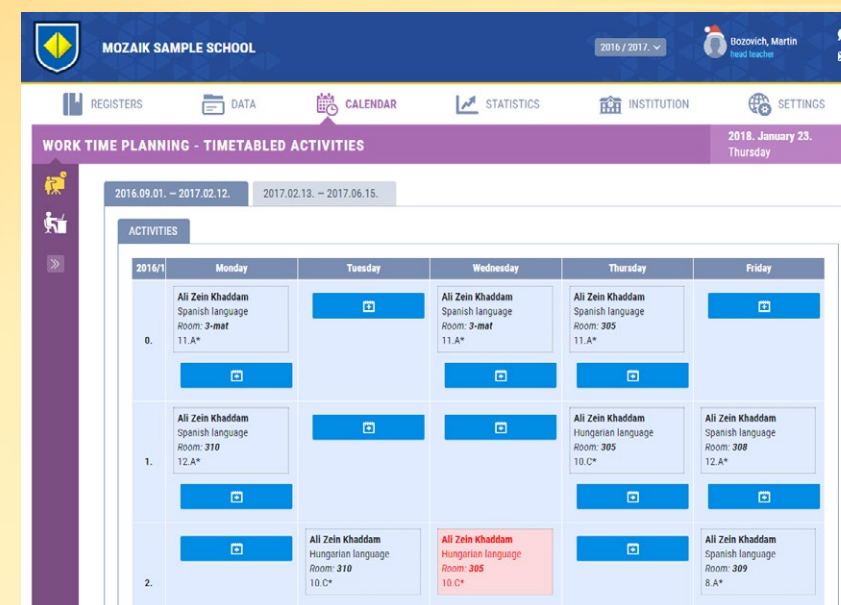 MOZAIK SAMPLE SCHOOL
2016 / 2017.
Bozovich, Martin
head teacher
REGISTERS
DATA
CALENDAR
STATISTICS
INSTITUTION
SETTINGS
WORK TIME PLANNING - TIMETABLED ACTIVITIES
2018. January 23.
Thursday
2016.09.01. – 2017.02.12.
2017.02.13. – 2017.06.15.
ACTIVITIES
2016/1 Monday Tuesday Wednesday Thursday Friday
0.
Ali Zein Khaddam
Spanish language
Room: 3-mat
11.A*
Ali Zein Khaddam
Spanish language
Room: 3-mat
11.A*
Ali Zein Khaddam
Spanish language
Room: 305
11.A*
1.
Ali Zein Khaddam
Spanish language
Room: 310
12.A*
Ali Zein Khaddam
Hungarian language
Room: 305
10.C*
Ali Zein Khaddam
Spanish language
Room: 308
12.A*
2.
Ali Zein Khaddam
Hungarian language
Room: 310
10.C*
Ali Zein Khaddam
Hungarian language
Room: 305
10.C*
Ali Zein Khaddam
Spanish language
Room: 309
8.A*